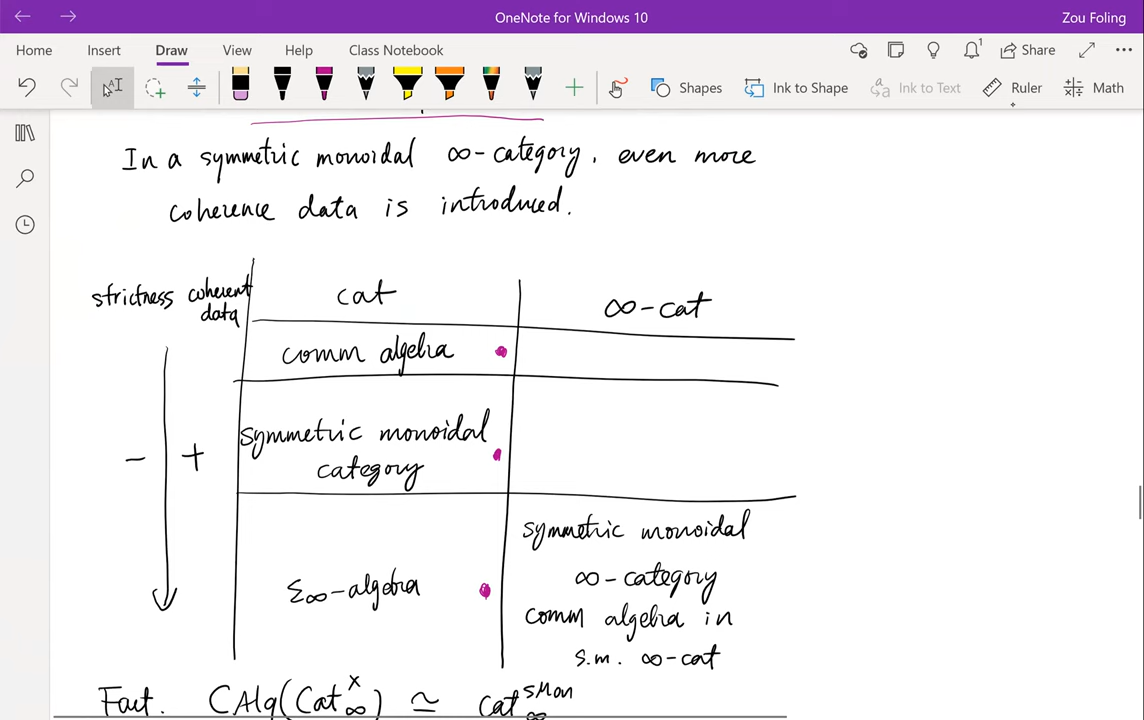 OneNote for Windows 10
Zou Foling
Home Insert Draw View Help Class Notebook
Share
Shapes Ink to Shape Ink to Text Ruler Math
In a symmetric monoidal ∞-category, even more
coherence data is introduced.
strictness coherent data
cat
∞-cat
comm algebra
symmetric monoidal
category
- +
E∞-algebra
symmetric monoidal
∞-category
comm algebra in
s.m. ∞-cat
Fact. CAlg(Cat∞^×) ≃ Cat∞^sMon